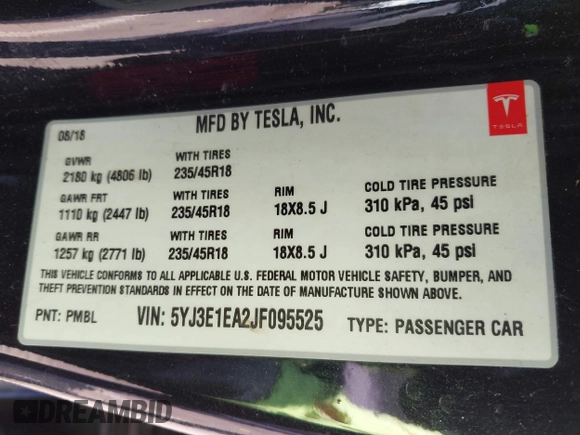 08/18
MFD BY TESLA, INC.
TESLA
GVWR
2180 kg (4806 lb)
WITH TIRES
235/45R18
GAWR FRT
1110 kg (2447 lb)
WITH TIRES
235/45R18
RIM
18X8.5 J
COLD TIRE PRESSURE
310 kPa, 45 psi
GAWR RR
1257 kg (2771 lb)
WITH TIRES
235/45R18
RIM
18X8.5 J
COLD TIRE PRESSURE
310 kPa, 45 psi
THIS VEHICLE CONFORMS TO ALL APPLICABLE U.S. FEDERAL MOTOR VEHICLE SAFETY, BUMPER, AND
THEFT PREVENTION STANDARDS IN EFFECT ON THE DATE OF MANUFACTURE SHOWN ABOVE.
PNT: PMBL
VIN: 5YJ3E1EA2JF095525
TYPE: PASSENGER CAR
DREAMBID